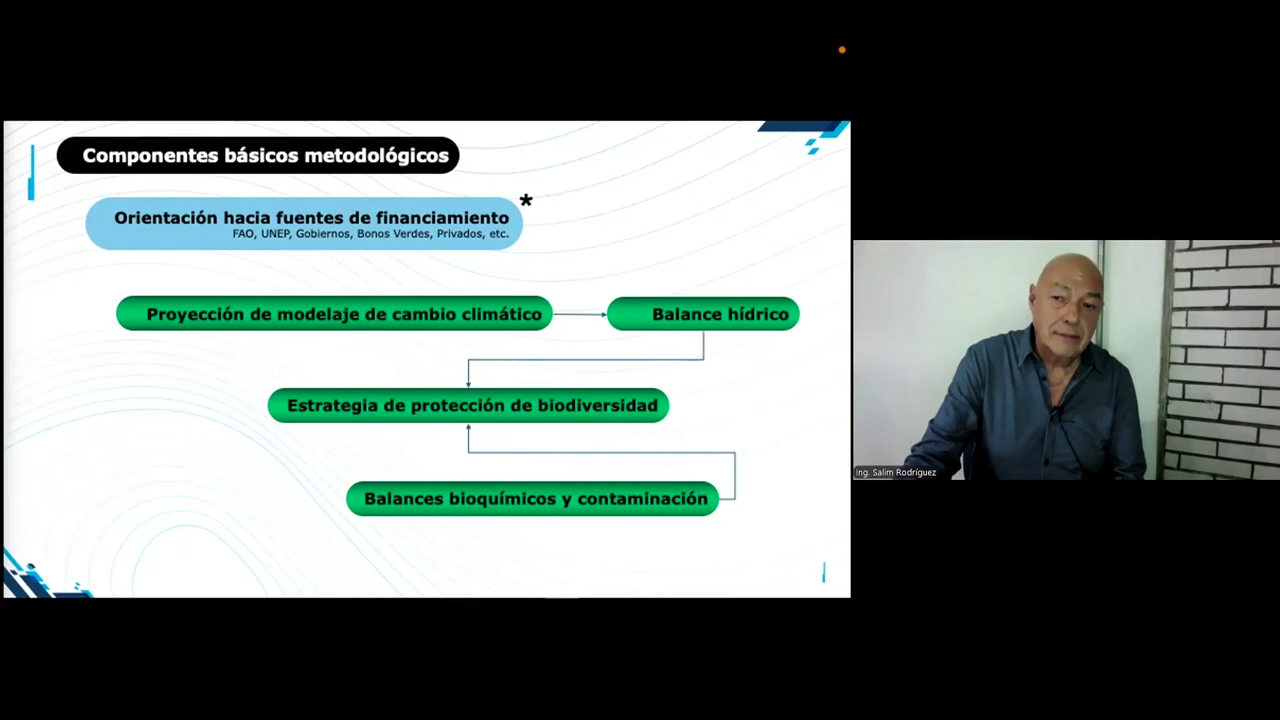 Componentes básicos metodológicos
Orientación hacia fuentes de financiamiento
*
FAO, UNEP, Gobiernos, Bonos Verdes, Privados, etc.
Proyección de modelaje de cambio climático
Balance hídrico
Estrategia de protección de biodiversidad
Balances bioquímicos y contaminación
Ing. Salim Rodríguez